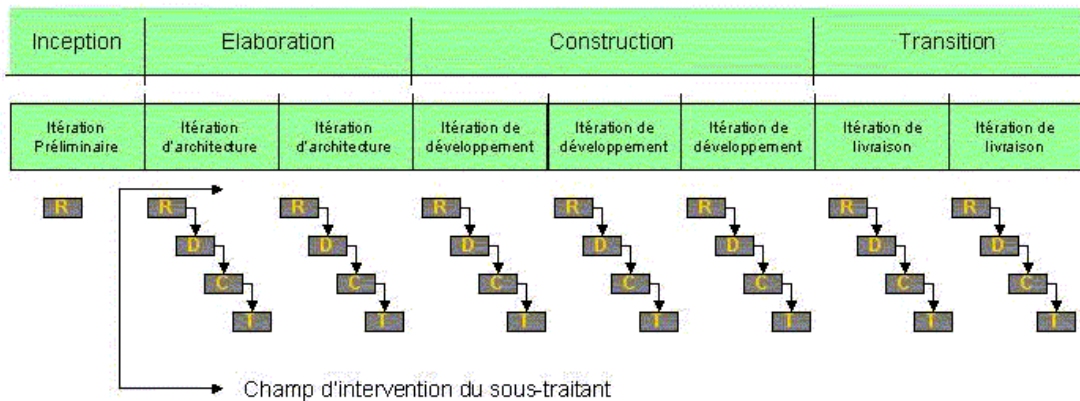 Inception Elaboration Construction Transition
Itération Itération Itération Itération de Itération de Itération de Itération de Itération de
Préliminaire d'architecture d'architecture développement développement développement livraison livraison
R R R R R R R R
D D D D D D D
C C C C C C C
T T T T T T T
Champ d'intervention du sous-traitant